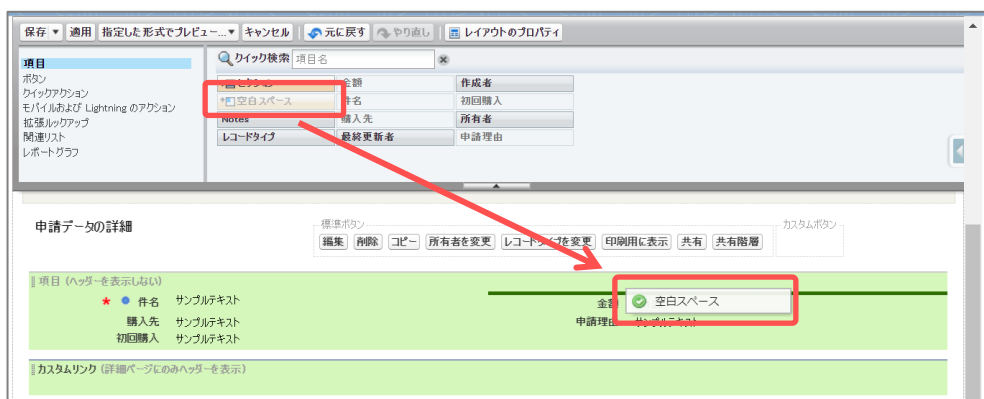 保存 ▼ 適用 指定した形式でプレビュー...▼ キャンセル 元に戻す やり直し レイアウトのプロパティ
項目
ボタン
クイックアクション
モバイルおよび Lightning のアクション
拡張ルックアップ
関連リスト
レポートグラフ
クイック検索 項目名
セクション 金額 作成者
空白スペース 件名 初回購入
Notes 購入先 所有者
レコードタイプ 最終更新者 申請理由
申請データの詳細
標準ボタン
編集 削除 コピー 所有者を変更 レコードタイプを変更 印刷用に表示 共有 共有階層
カスタムボタン
項目 (ヘッダーを表示しない)
★ 件名 サンプルテキスト
購入先 サンプルテキスト
初回購入 サンプルテキスト
金額 空白スペース
申請理由 サンプルテキスト
カスタムリンク (詳細ページにのみヘッダーを表示)